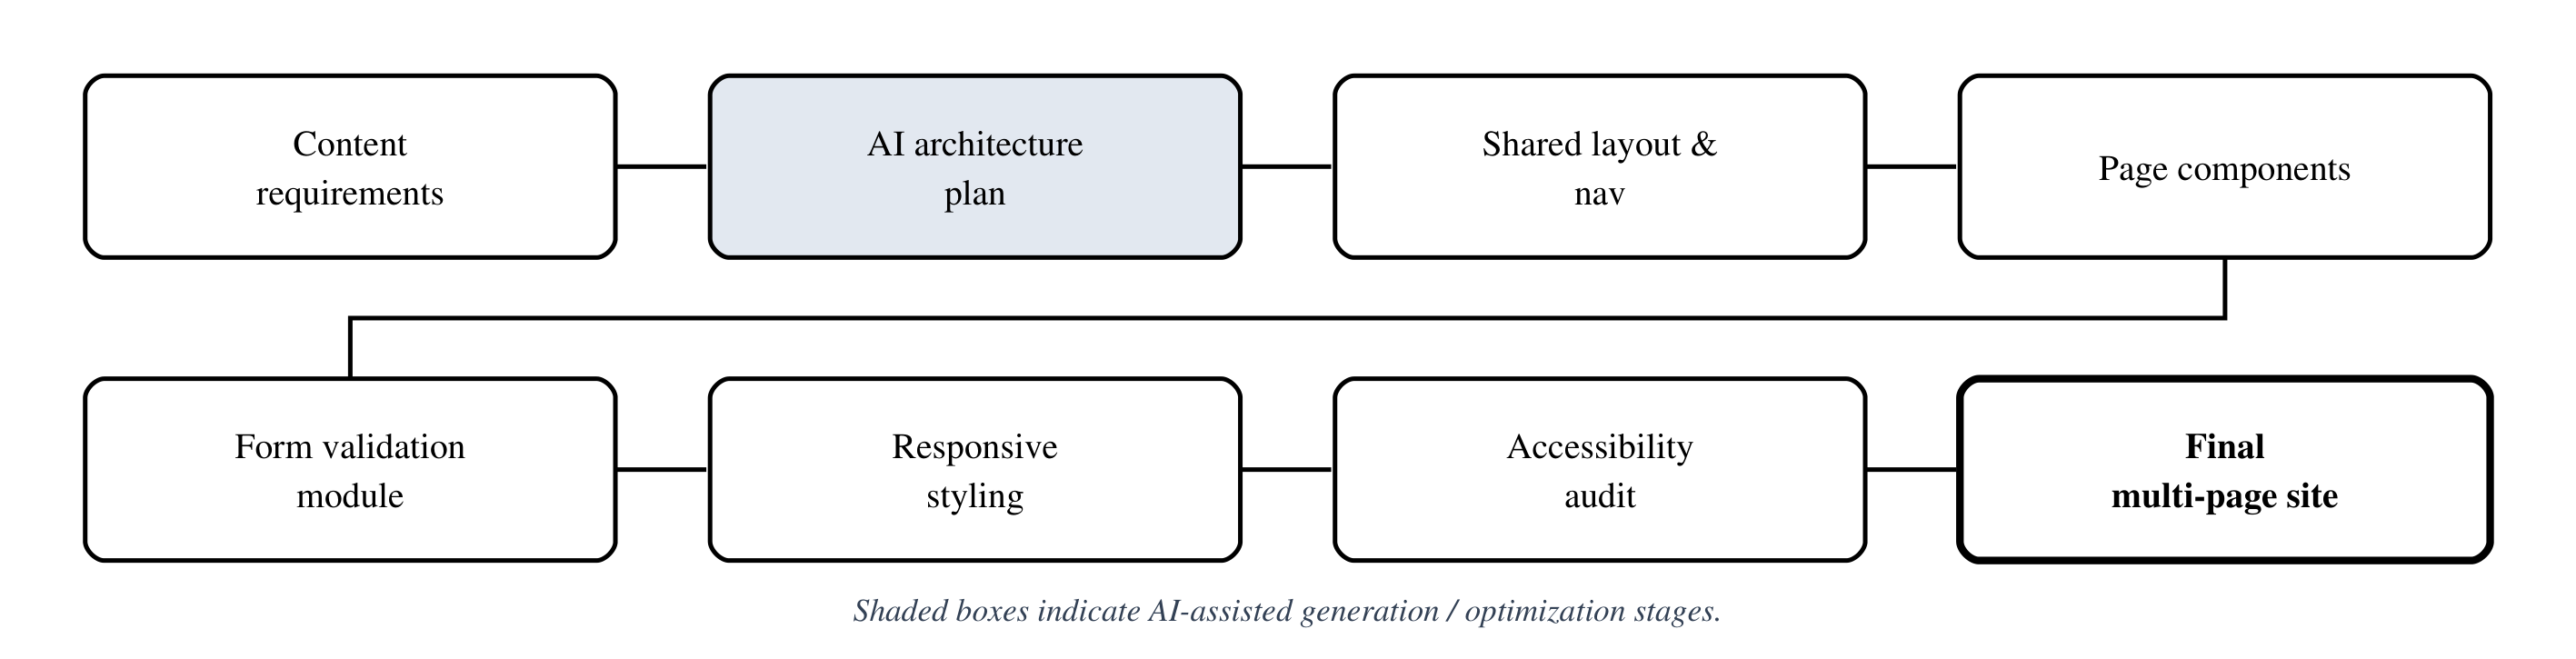 Content
requirements
AI architecture
plan
Shared layout &
nav
Page components
Form validation
module
Responsive
styling
Accessibility
audit
Final
multi-page site
Shaded boxes indicate AI-assisted generation / optimization stages.